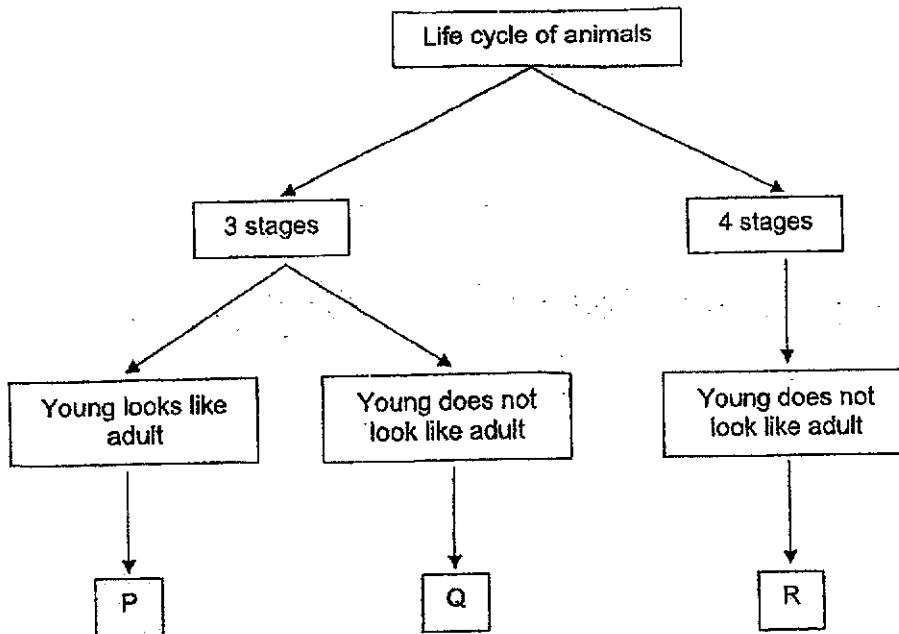 Life cycle of animals
3 stages
4 stages
Young looks like
adult
Young does not
look like adult
Young does not
look like adult
P
Q
R